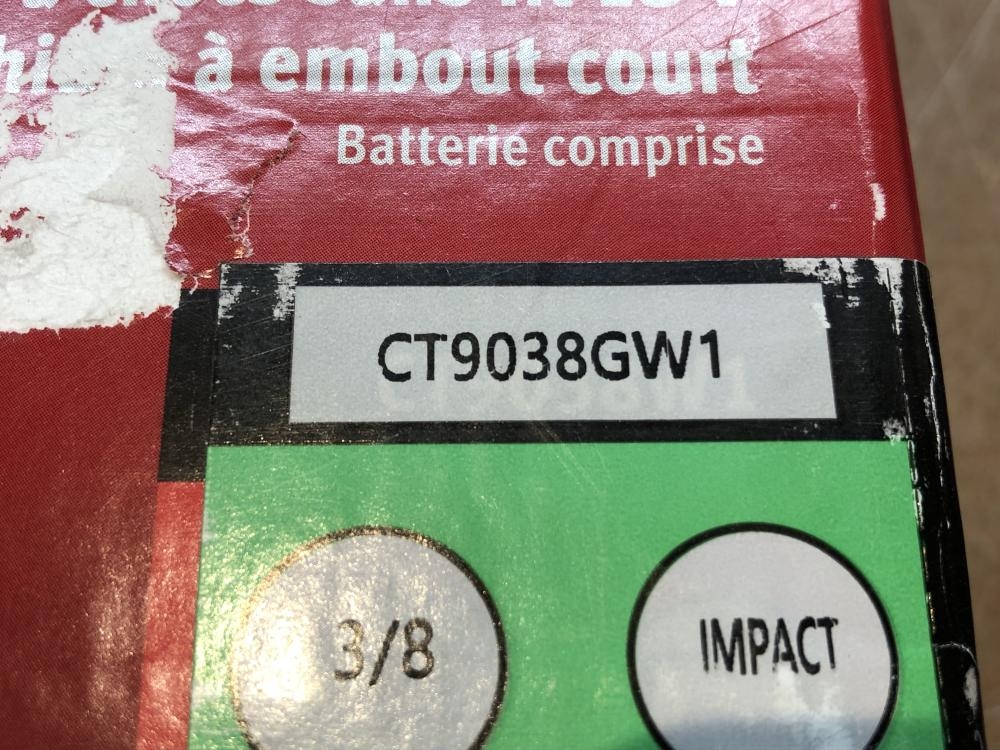 à embout court
Batterie comprise
CT9038GW1
3/8
IMPACT